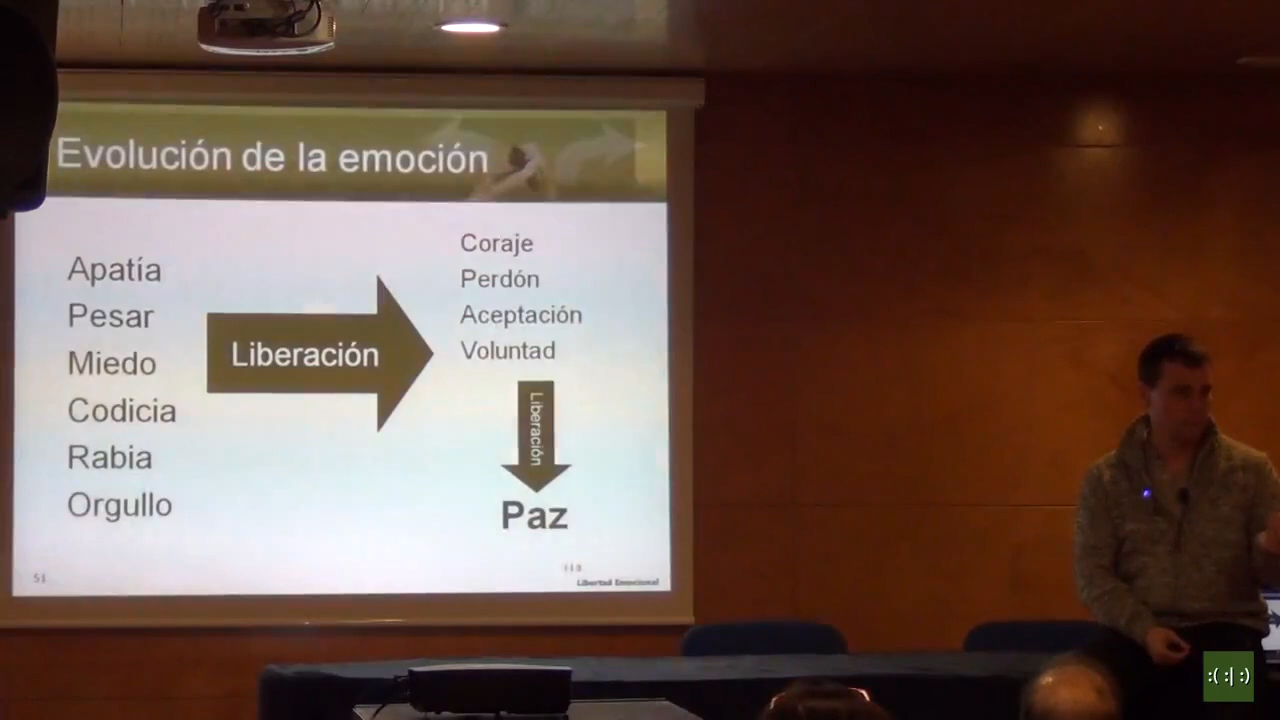 Evolución de la emoción
Apatía
Pesar
Miedo
Codicia
Rabia
Orgullo
Liberación
Coraje
Perdón
Aceptación
Voluntad
Liberación
Paz
51
Libertad Emocional
:( :| :)